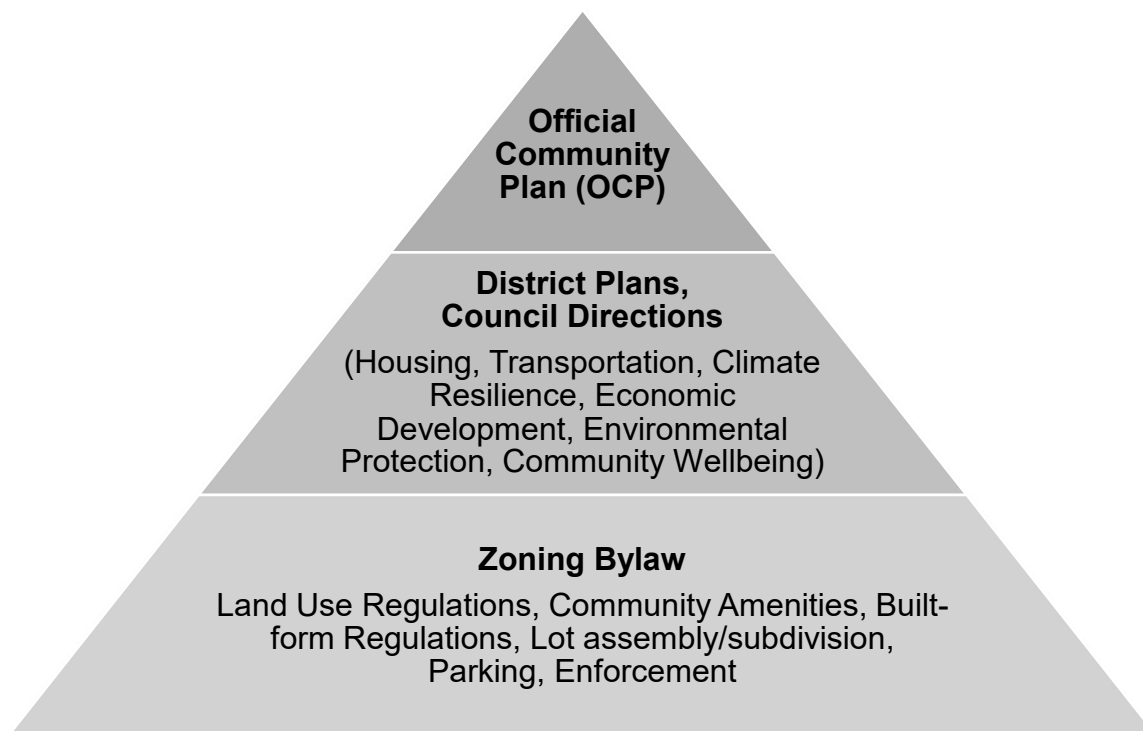 Official
Community
Plan (OCP)
District Plans,
Council Directions
(Housing, Transportation, Climate
Resilience, Economic
Development, Environmental
Protection, Community Wellbeing)
Zoning Bylaw
Land Use Regulations, Community Amenities, Built-
form Regulations, Lot assembly/subdivision,
Parking, Enforcement